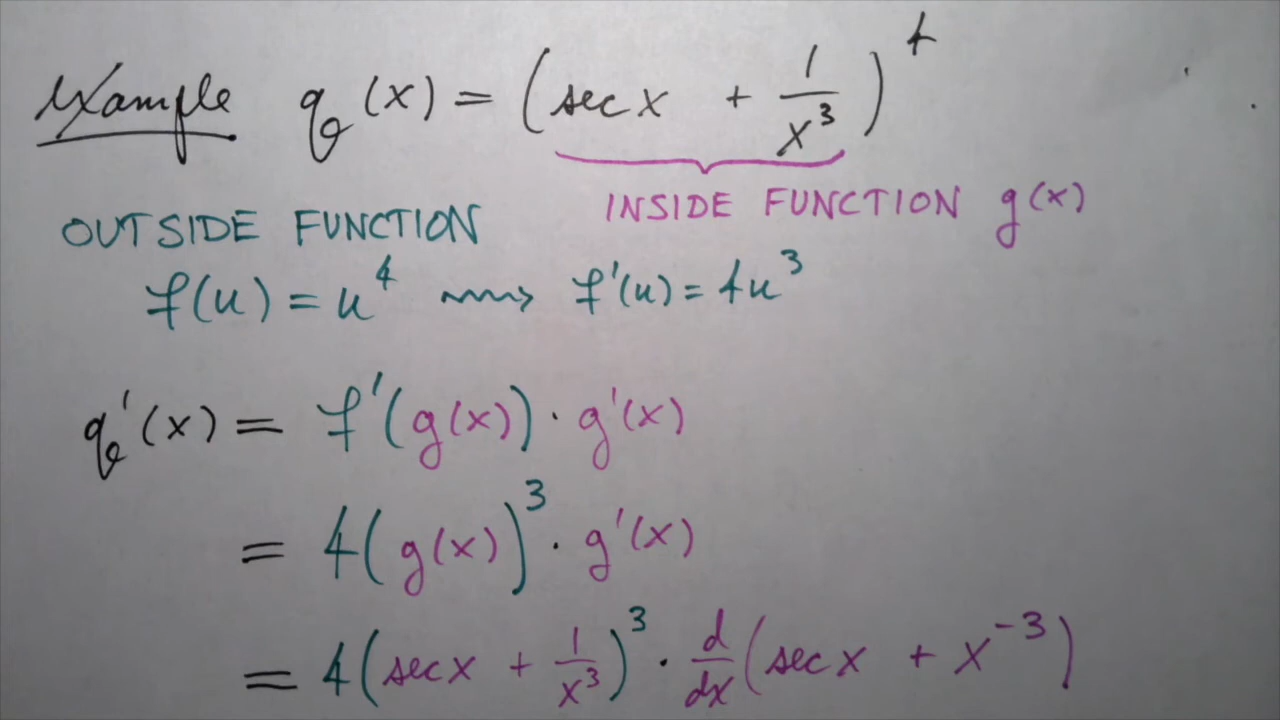 Example q(x) = (sec x + 1/x³)⁴
INSIDE FUNCTION g(x)
OUTSIDE FUNCTION
f(u) = u⁴ ⟿ f'(u) = 4u³
q'(x) = f'(g(x)) · g'(x)
= 4(g(x))³ · g'(x)
= 4(sec x + 1/x³)³ · d/dx (sec x + x⁻³)